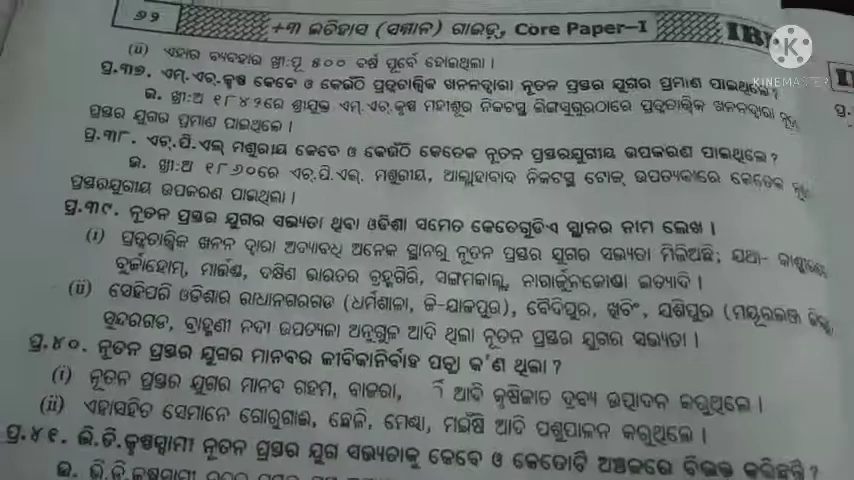 ୬୨
+୩ ଇତିହାସ (ସମ୍ମାନ) ଗାଇଡ୍, Core Paper–I
KINEMASTER
(ii) ଏହାର ବ୍ୟବହାର ଖ୍ରୀ:ପୂ ୫୦୦ ବର୍ଷ ପୂର୍ବେ ହୋଇଥିଲା ।
ପ୍ର.୩୭. ଏମ୍.ଏଚ୍.କୃଷ କେବେ ଓ କେଉଁଠି ପ୍ରତ୍ନତାତ୍ତ୍ୱିକ ଖନନଦ୍ୱାରା ନୂତନ ପ୍ରସ୍ତର ଯୁଗର ପ୍ରମାଣ ପାଇଥିଲେ?
ଉ. ଖ୍ରୀ:ଅ ୧୮୪୨ରେ ଶ୍ରୀଯୁକ୍ତ ଏମ୍.ଏଚ୍.କୃଷ ମହୀଶୂର ନିକଟସ୍ଥ ଲିଙ୍ଗସୁଗୁରଠାରେ ପ୍ରତ୍ନତାତ୍ତ୍ୱିକ ଖନନଦ୍ୱାରା
ପ୍ରସ୍ତର ଯୁଗର ପ୍ରମାଣ ପାଇଥିଲେ ।
ପ୍ର.୩୮. ଏଚ୍.ପି.ଏଲ୍ ମଶୁରୀୟ କେବେ ଓ କେଉଁଠି କେତେକ ନୂତନ ପ୍ରସ୍ତରଯୁଗୀୟ ଉପକରଣ ପାଇଥିଲେ ?
ଉ. ଖ୍ରୀ:ଅ ୧୮୬୦ରେ ଏଚ୍.ପି.ଏର୍. ମଶୁରୀୟ, ଆଲ୍ଲାହାବାଦ ନିକଟସ୍ଥ ଟୋକ୍ ଉପତ୍ୟକାରେ କେତେକ
ପ୍ରସ୍ତରଯୁଗୀୟ ଉପକରଣ ପାଇଥିଲା ।
ପ୍ର.୩୯. ନୂତନ ପ୍ରସ୍ତର ଯୁଗର ସଭ୍ୟତା ଥିବା ଓଡିଶା ସମେତ କେତେଗୁଡିଏ ସ୍ଥାନର ନାମ ଲେଖ ।
(i) ପ୍ରତ୍ନତାତ୍ତ୍ୱିକ ଖନନ ଦ୍ୱାରା ଅଦ୍ୟାବଧି ଅନେକ ସ୍ଥାନରୁ ନୂତନ ପ୍ରସ୍ତର ଯୁଗର ସଭ୍ୟତା ମିଳିଅଛି; ଯଥା-
ବୁର୍ଜାହୋମ୍, ମାର୍ତ୍ତଣ୍ଡ, ଦକ୍ଷିଣ ଭାରତର ବ୍ରହ୍ମଗିରି, ସଙ୍ଗମକାଲ୍ଲୁ, ନାଗାର୍ଜୁନକୋଣ୍ଡା ଇତ୍ୟାଦି ।
(ii) ସେହିପରି ଓଡିଶାର ରାଧାନଗରଗଡ (ଧର୍ମଶାଳା, ଜି-ଯାଜପୁର), ବୈଦିପୁର, ଖିଚିଂ, ଯଶିପୁର (ମୟୂରଭଞ୍ଜ
ସୁନ୍ଦରଗଡ, ବ୍ରାହ୍ମଣୀ ନଦୀ ଉପତ୍ୟକା ଅନୁଗୁଳ ଆଦି ଥିଲା ନୂତନ ପ୍ରସ୍ତର ଯୁଗର ସଭ୍ୟତା ।
ପ୍ର.୪୦. ନୂତନ ପ୍ରସ୍ତର ଯୁଗର ମାନବର ଜୀବିକାନିର୍ବାହ ପନ୍ଥା କ'ଣ ଥିଲା ?
(i) ନୂତନ ପ୍ରସ୍ତର ଯୁଗର ମାନବ ଗହମ, ବାଜରା, ଆଦି କୃଷିଜାତ ଦ୍ରବ୍ୟ ଉତ୍ପାଦନ କରୁଥିଲେ ।
(ii) ଏହାସହିତ ସେମାନେ ଗୋରୁଗାଈ, ଛେଳି, ମେଣ୍ଢା, ମଇଁଷି ଆଦି ପଶୁପାଳନ କରୁଥିଲେ ।
ପ୍ର.୪୧. ଭି.ଡି.କୃଷ୍ଣସ୍ୱାମୀ ନୂତନ ପ୍ରସ୍ତର ଯୁଗ ସଭ୍ୟତାକୁ କେବେ ଓ କେତୋଟି ଅଞ୍ଚଳରେ ବିଭକ୍ତ କରିଛନ୍ତି ?
ଉ. ଭି.ଡି.କୃଷ୍ଣସ୍ୱାମୀ